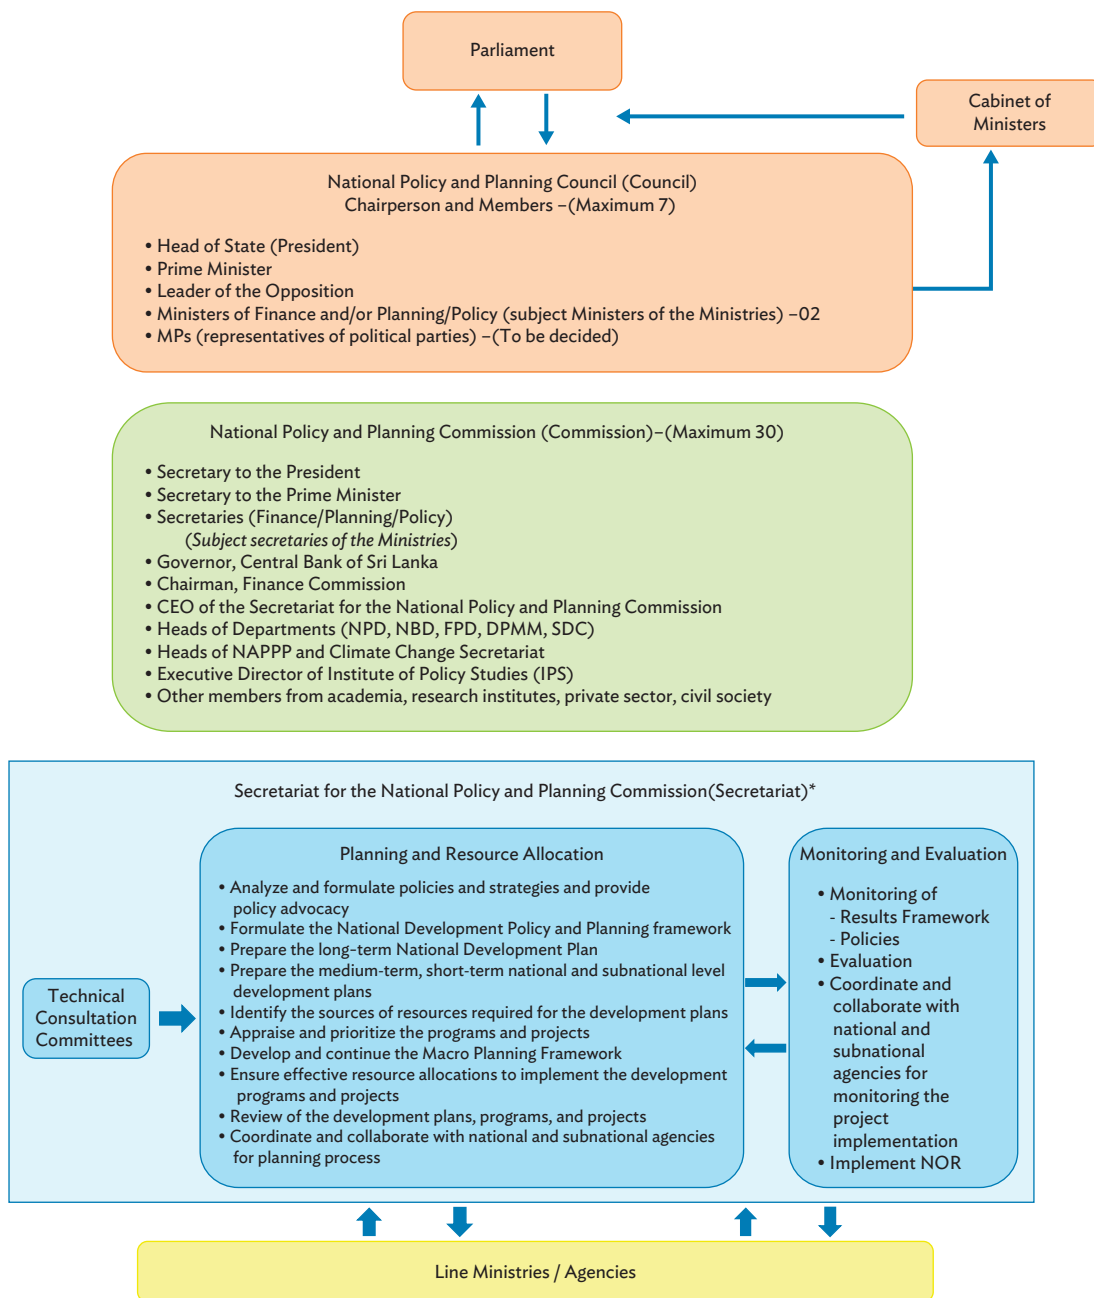 Parliament
Cabinet of
Ministers
National Policy and Planning Council (Council)
Chairperson and Members –(Maximum 7)
• Head of State (President)
• Prime Minister
• Leader of the Opposition
• Ministers of Finance and/or Planning/Policy (subject Ministers of the Ministries) –02
• MPs (representatives of political parties) –(To be decided)
National Policy and Planning Commission (Commission)–(Maximum 30)
• Secretary to the President
• Secretary to the Prime Minister
• Secretaries (Finance/Planning/Policy)
(Subject secretaries of the Ministries)
• Governor, Central Bank of Sri Lanka
• Chairman, Finance Commission
• CEO of the Secretariat for the National Policy and Planning Commission
• Heads of Departments (NPD, NBD, FPD, DPMM, SDC)
• Heads of NAPPP and Climate Change Secretariat
• Executive Director of Institute of Policy Studies (IPS)
• Other members from academia, research institutes, private sector, civil society
Secretariat for the National Policy and Planning Commission(Secretariat)*
Technical
Consultation
Committees
Planning and Resource Allocation
• Analyze and formulate policies and strategies and provide
policy advocacy
• Formulate the National Development Policy and Planning framework
• Prepare the long-term National Development Plan
• Prepare the medium-term, short-term national and subnational level
development plans
• Identify the sources of resources required for the development plans
• Appraise and prioritize the programs and projects
• Develop and continue the Macro Planning Framework
• Ensure effective resource allocations to implement the development
programs and projects
• Review of the development plans, programs, and projects
• Coordinate and collaborate with national and subnational agencies
for planning process
Monitoring and Evaluation
• Monitoring of
- Results Framework
- Policies
• Evaluation
• Coordinate and
collaborate with
national and
subnational
agencies for
monitoring the
project
implementation
• Implement NOR
Line Ministries / Agencies